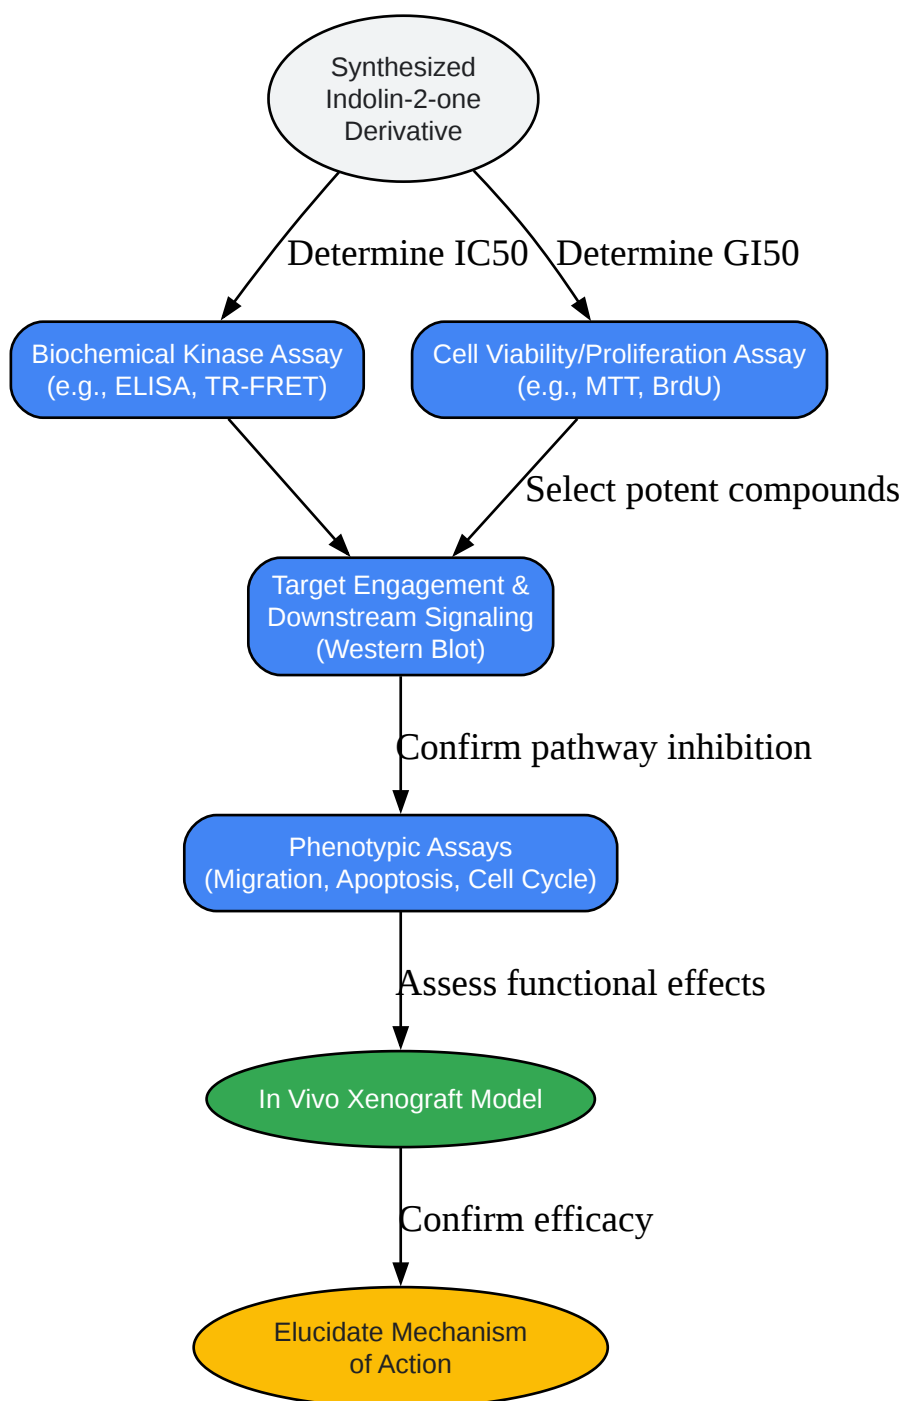 Synthesized
Indolin-2-one
Derivative
Determine IC50
Determine GI50
Biochemical Kinase Assay
(e.g., ELISA, TR-FRET)
Cell Viability/Proliferation Assay
(e.g., MTT, BrdU)
Select potent compounds
Target Engagement &
Downstream Signaling
(Western Blot)
Confirm pathway inhibition
Phenotypic Assays
(Migration, Apoptosis, Cell Cycle)
Assess functional effects
In Vivo Xenograft Model
Confirm efficacy
Elucidate Mechanism
of Action